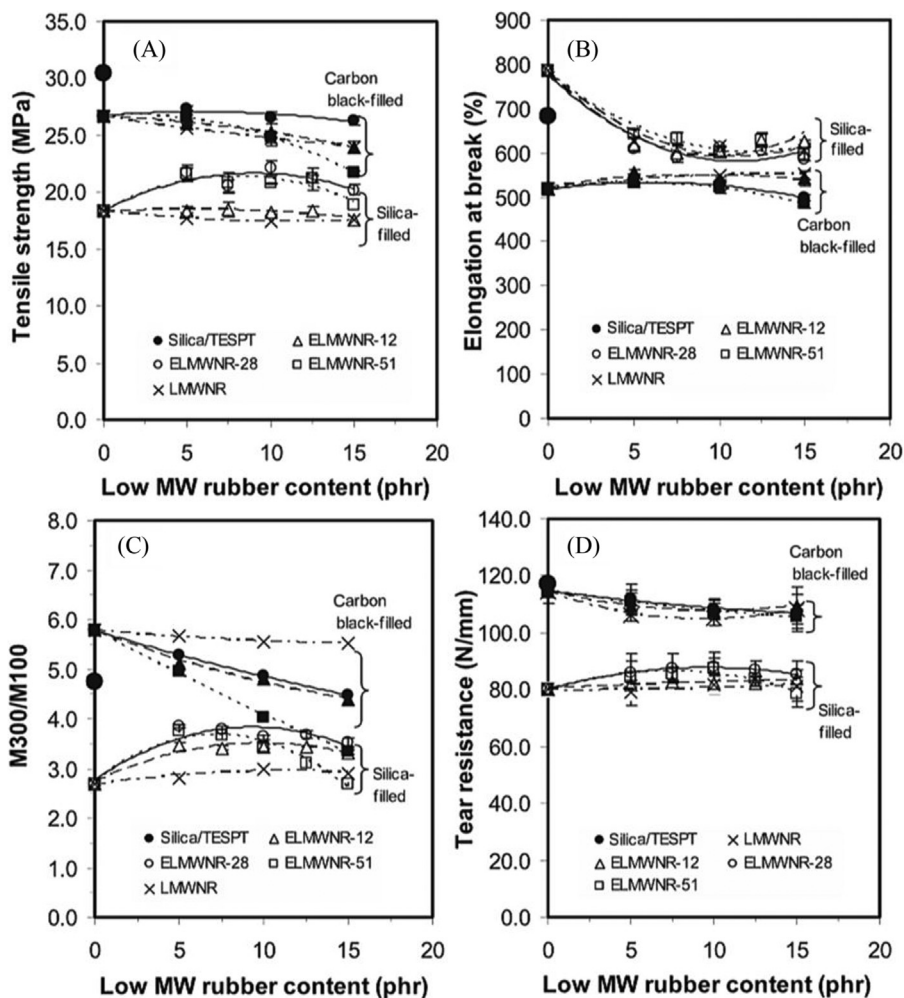 (A)
Tensile strength (MPa)
35.0
30.0
25.0
20.0
15.0
10.0
5.0
0.0
Carbon
black-filled
Silica-
filled
Silica/TESPT
ELMWNR-12
ELMWNR-28
ELMWNR-51
LMWNR
0
5
10
15
20
Low MW rubber content (phr)
(B)
Elongation at break (%)
900
800
700
600
500
400
300
200
100
0
Silica-
filled
Carbon
black-filled
Silica/TESPT
ELMWNR-12
ELMWNR-28
ELMWNR-51
LMWNR
0
5
10
15
20
Low MW rubber content (phr)
(C)
M300/M100
8.0
7.0
6.0
5.0
4.0
3.0
2.0
1.0
0.0
Carbon
black-filled
Silica-
filled
Silica/TESPT
ELMWNR-12
ELMWNR-28
ELMWNR-51
LMWNR
0
5
10
15
20
Low MW rubber content (phr)
(D)
Tear resistance (N/mm)
140.0
120.0
100.0
80.0
60.0
40.0
20.0
0.0
Carbon
black-filled
Silica-
filled
Silica/TESPT
LMWNR
ELMWNR-12
ELMWNR-28
ELMWNR-51
0
5
10
15
20
Low MW rubber content (phr)